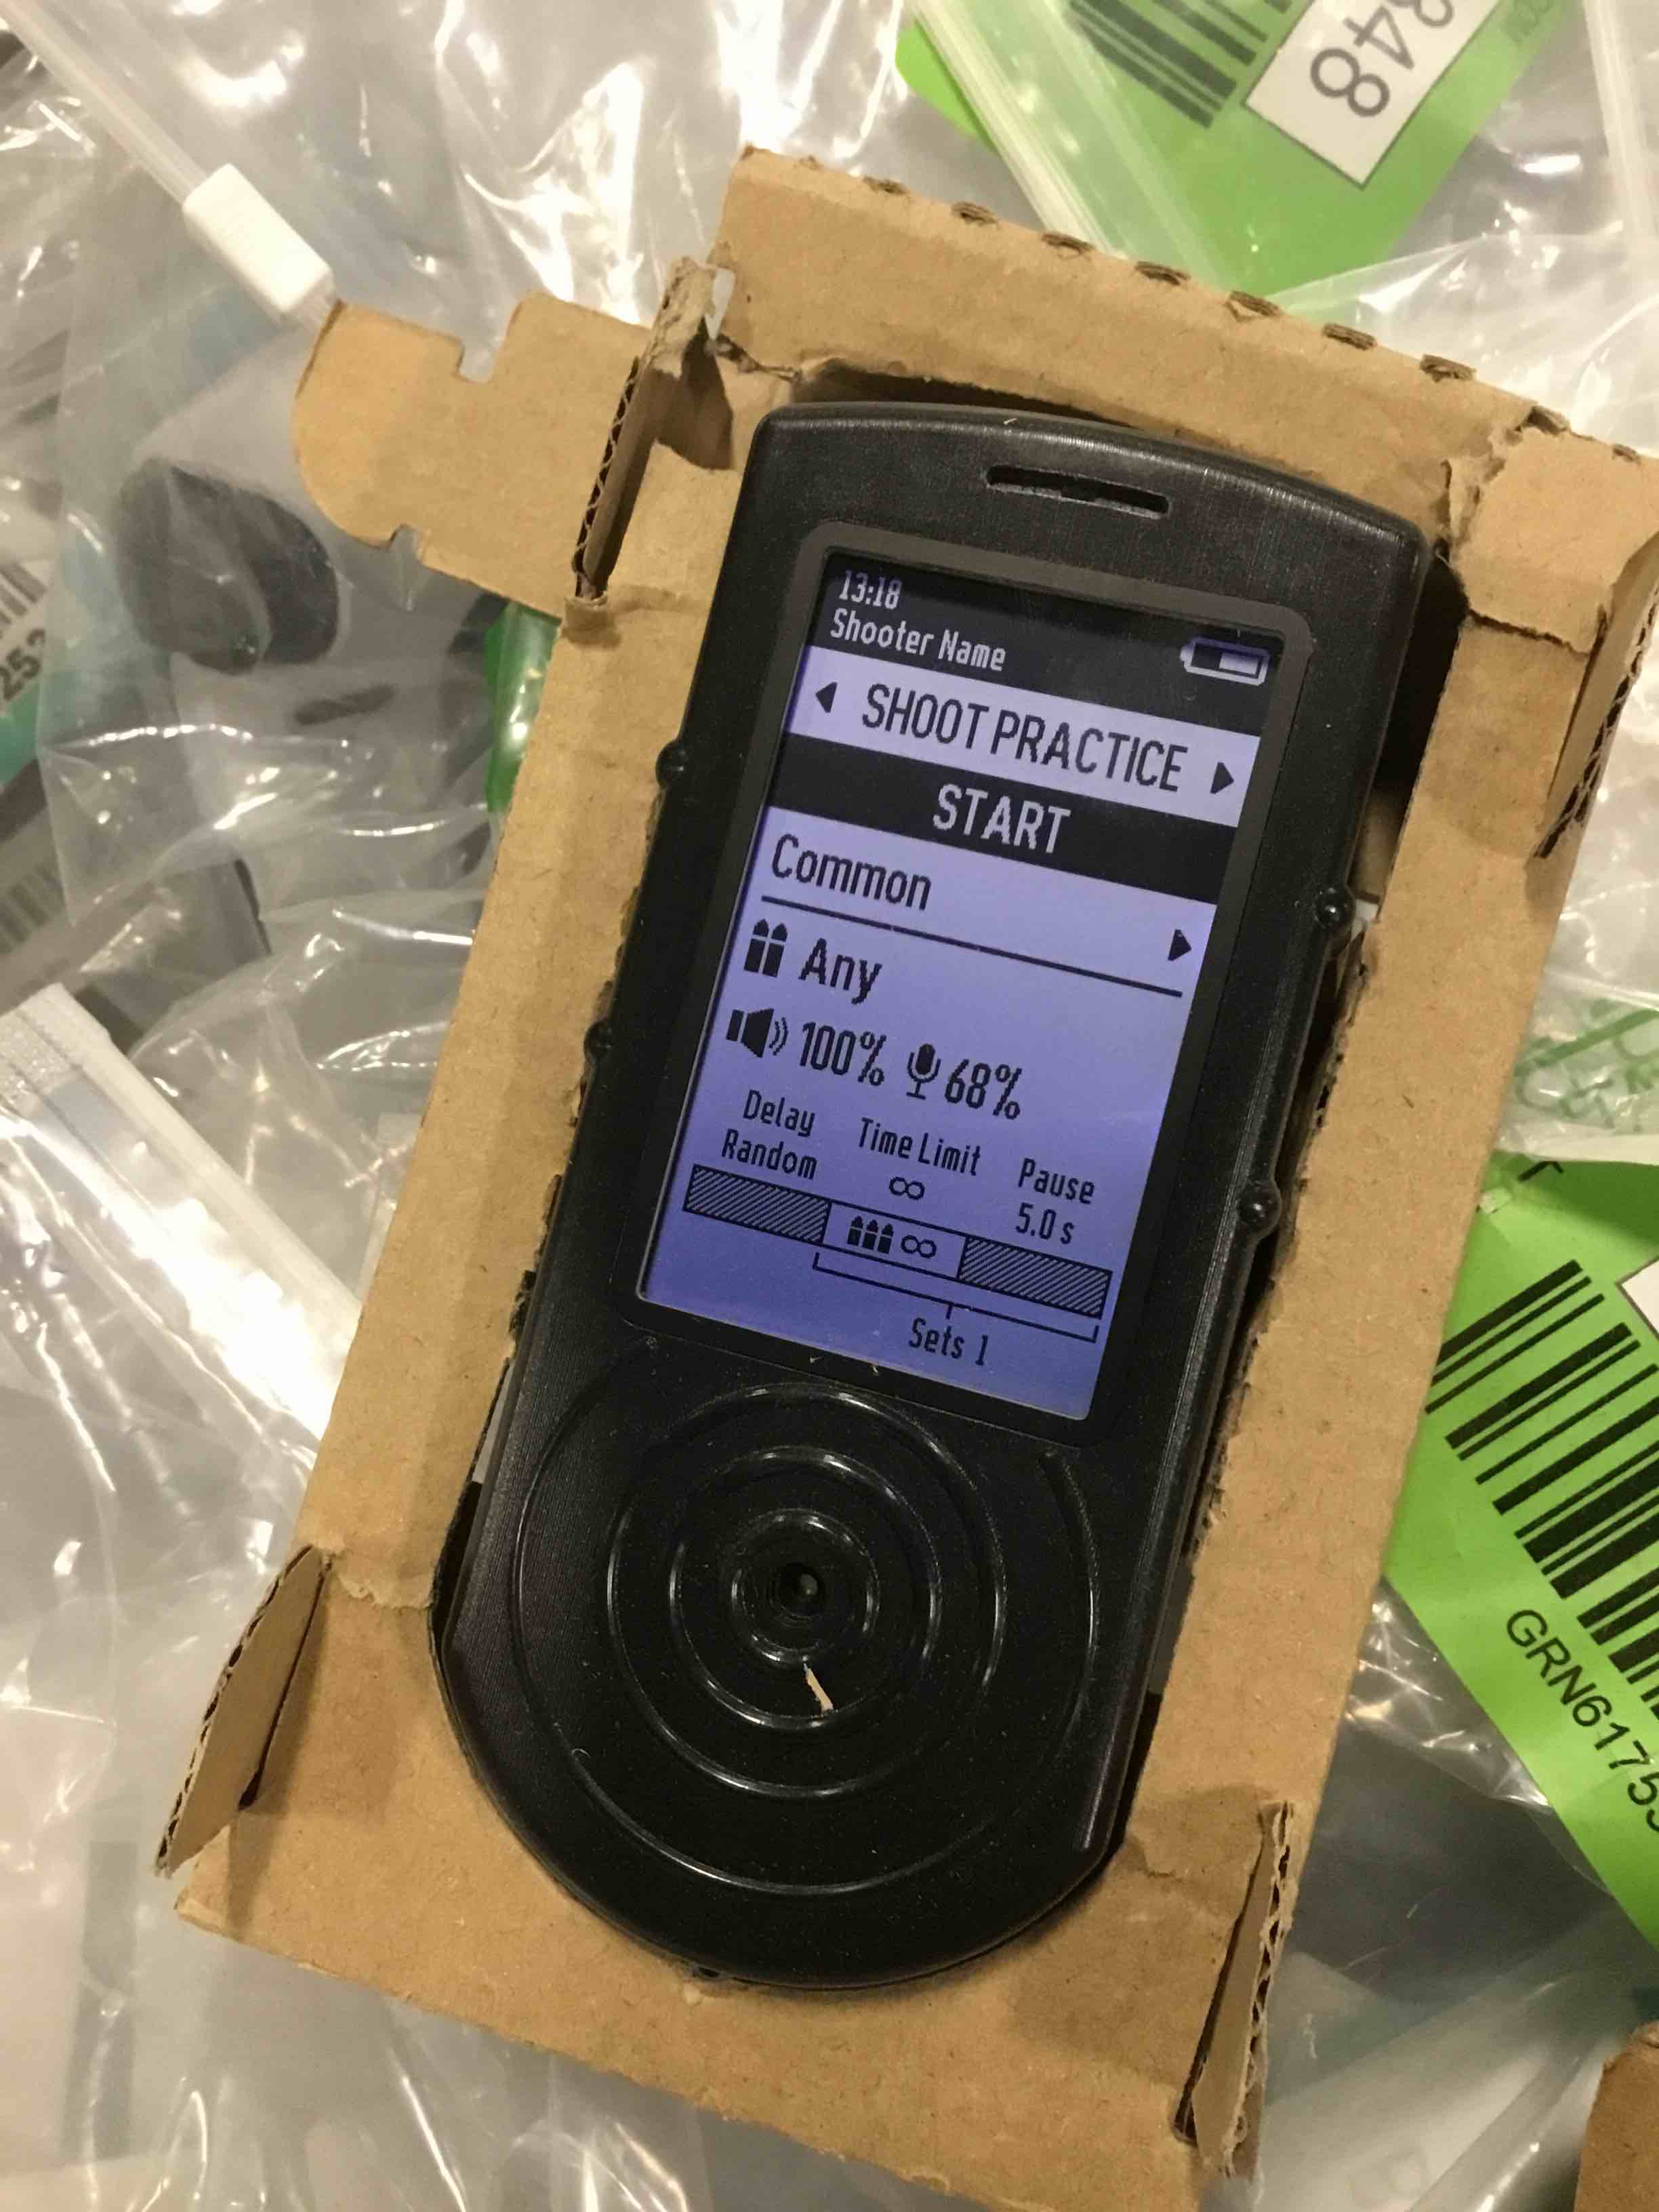 348
13:18
Shooter Name
SHOOT PRACTICE
START
Common
Any
100% 68%
Delay Time Limit Pause
Random ∞ 5.0 s
∞
Sets 1
GRN6175